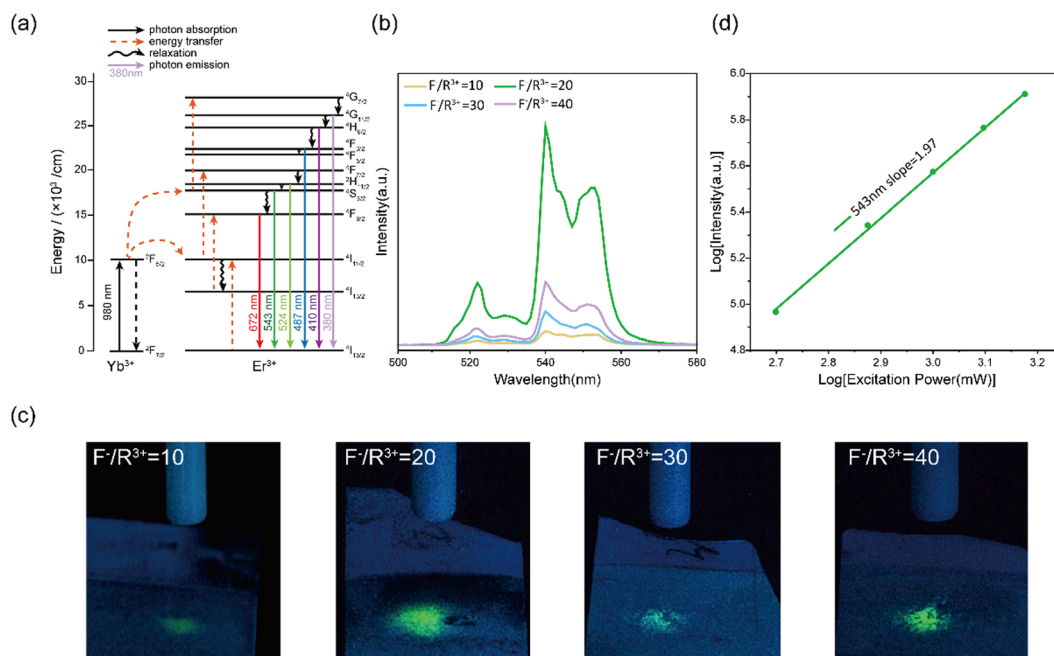 (a)
photon absorption
energy transfer
relaxation
photon emission
380nm
Energy / (×10³ /cm)
30
25
20
15
10
5
0
⁴G₇/₂
⁴G₁₁/₂
⁴H₉/₂
⁴F₃/₂
⁴F₅/₂
⁴F₇/₂
²H₁₁/₂
⁴S₃/₂
⁴F₉/₂
⁴I₁₁/₂
⁴I₁₃/₂
⁴I₁₅/₂
²F₅/₂
²F₇/₂
980 nm
672 nm
543 nm
524 nm
487 nm
410 nm
380 nm
Yb³⁺
Er³⁺
(b)
F⁻/R³⁺=10
F⁻/R³⁺=20
F⁻/R³⁺=30
F⁻/R³⁺=40
Intensity(a.u.)
500 520 540 560 580
Wavelength(nm)
(d)
Log[Intensity(a.u.)]
6.0
5.8
5.6
5.4
5.2
5.0
4.8
543nm slope=1.97
2.7 2.8 2.9 3.0 3.1 3.2
Log[Excitation Power(mW)]
(c)
F⁻/R³⁺=10
F⁻/R³⁺=20
F⁻/R³⁺=30
F⁻/R³⁺=40